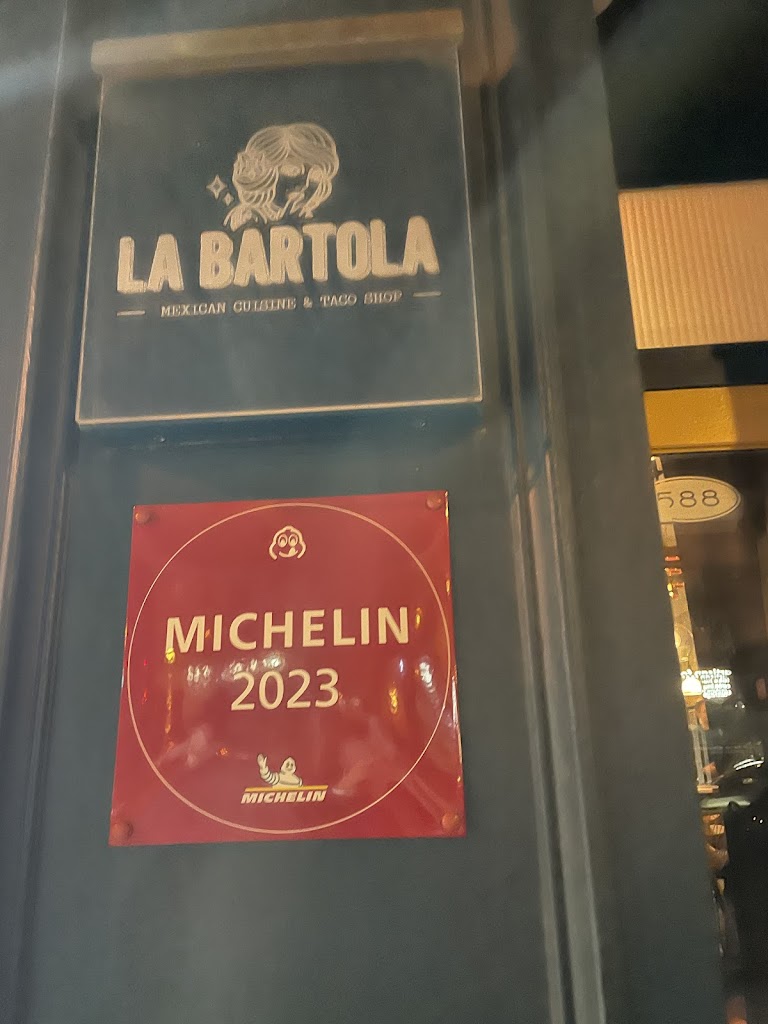 LA BARTOLA
MEXICAN CUISINE & TACO SHOP
MICHELIN
2023
MICHELIN
588